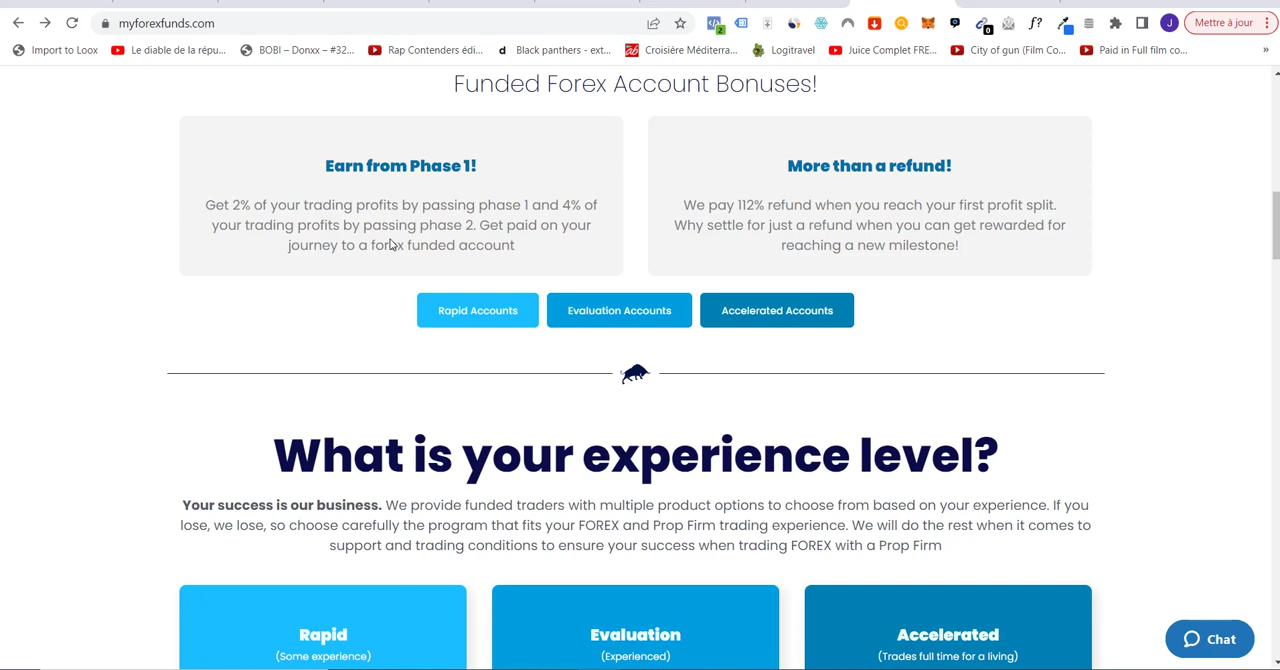 myforexfunds.com
Mettre à jour
Import to Loox
Le diable de la répu...
BOBI – Donxx – #32...
Rap Contenders édi...
Black panthers - ext...
Croisière Méditerra...
Logitravel
Juice Complet FRE...
City of gun (Film Co...
Paid in Full film co...
»
Funded Forex Account Bonuses!
Earn from Phase 1!
Get 2% of your trading profits by passing phase 1 and 4% of
your trading profits by passing phase 2. Get paid on your
journey to a forex funded account
More than a refund!
We pay 112% refund when you reach your first profit split.
Why settle for just a refund when you can get rewarded for
reaching a new milestone!
Rapid Accounts
Evaluation Accounts
Accelerated Accounts
What is your experience level?
Your success is our business. We provide funded traders with multiple product options to choose from based on your experience. If you
lose, we lose, so choose carefully the program that fits your FOREX and Prop Firm trading experience. We will do the rest when it comes to
support and trading conditions to ensure your success when trading FOREX with a Prop Firm
Rapid
(Some experience)
Evaluation
(Experienced)
Accelerated
(Trades full time for a living)
Chat